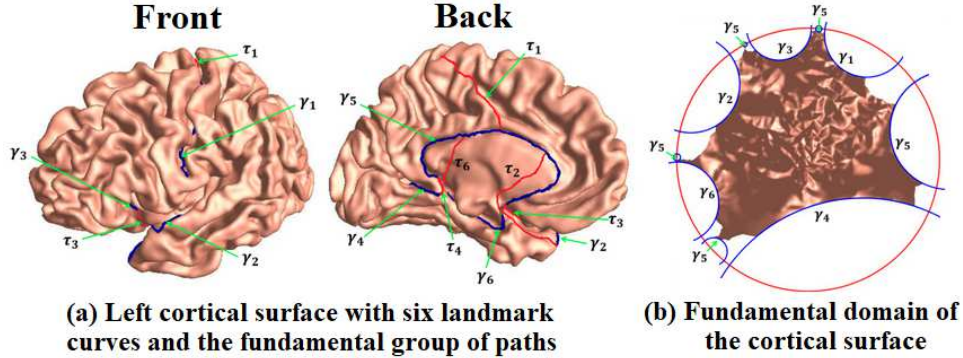 Front
Back
τ1
γ1
γ3
τ3
γ2
τ1
γ5
τ6
τ2
γ4
τ4
γ6
τ3
γ2
γ5
γ5
γ3
γ1
γ2
γ5
γ5
γ6
γ4
γ5
(a) Left cortical surface with six landmark
curves and the fundamental group of paths
(b) Fundamental domain of
the cortical surface